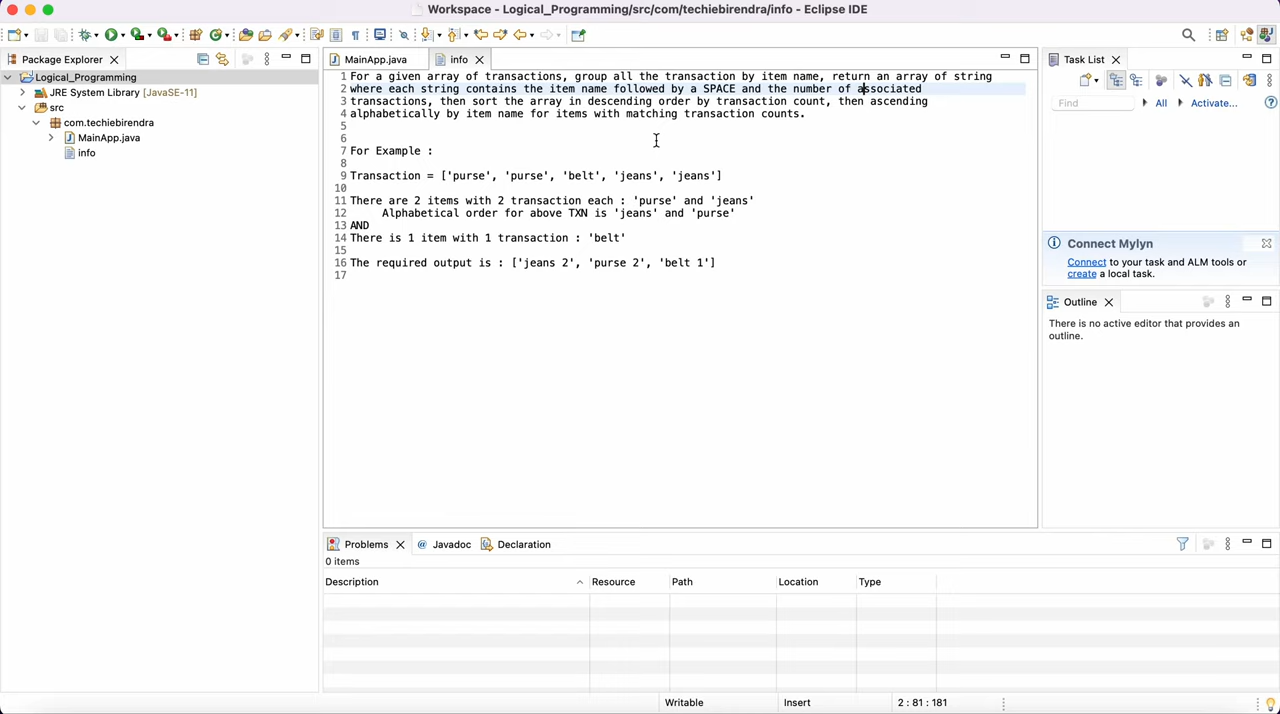 Workspace - Logical_Programming/src/com/techiebirendra/info - Eclipse IDE
Package Explorer
Logical_Programming
JRE System Library [JavaSE-11]
src
com.techiebirendra
MainApp.java
info
MainApp.java
info
1 For a given array of transactions, group all the transaction by item name, return an array of string
2 where each string contains the item name followed by a SPACE and the number of associated
3 transactions, then sort the array in descending order by transaction count, then ascending
4 alphabetically by item name for items with matching transaction counts.
5
6
7 For Example :
8
9 Transaction = ['purse', 'purse', 'belt', 'jeans', 'jeans']
10
11 There are 2 items with 2 transaction each : 'purse' and 'jeans'
12 Alphabetical order for above TXN is 'jeans' and 'purse'
13 AND
14 There is 1 item with 1 transaction : 'belt'
15
16 The required output is : ['jeans 2', 'purse 2', 'belt 1']
17
Task List
Find
All
Activate...
Connect Mylyn
Connect to your task and ALM tools or
create a local task.
Outline
There is no active editor that provides an
outline.
Problems
@ Javadoc
Declaration
0 items
Description
Resource
Path
Location
Type
Writable
Insert
2 : 81 : 181